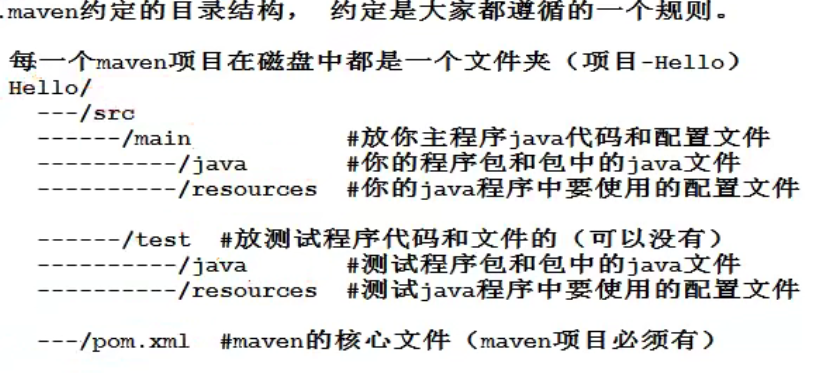 .maven约定的目录结构， 约定是大家都遵循的一个规则。
每一个maven项目在磁盘中都是一个文件夹（项目-Hello）
Hello/
---/src
------/main #放你主程序java代码和配置文件
----------/java #你的程序包和包中的java文件
----------/resources #你的java程序中要使用的配置文件
------/test #放测试程序代码和文件的（可以没有）
----------/java #测试程序包和包中的java文件
----------/resources #测试java程序中要使用的配置文件
---/pom.xml #maven的核心文件（maven项目必须有）